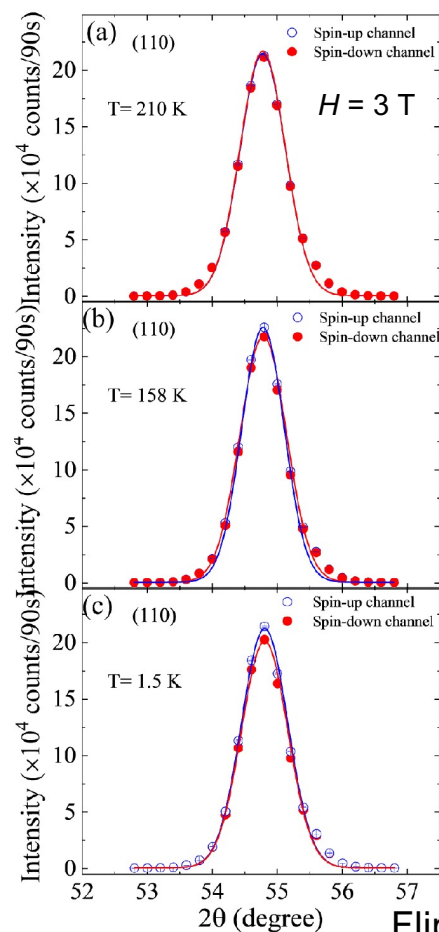 (a)
(110)
Spin-up channel
Spin-down channel
T= 210 K
H = 3 T
Intensity (×10⁴ counts/90s)
20
15
10
5
0
(b)
(110)
Spin-up channel
Spin-down channel
T= 158 K
Intensity (×10⁴ counts/90s)
20
15
10
5
0
(c)
(110)
Spin-up channel
Spin-down channel
T= 1.5 K
Intensity (×10⁴ counts/90s)
20
15
10
5
0
52 53 54 55 56 57
2θ (degree)